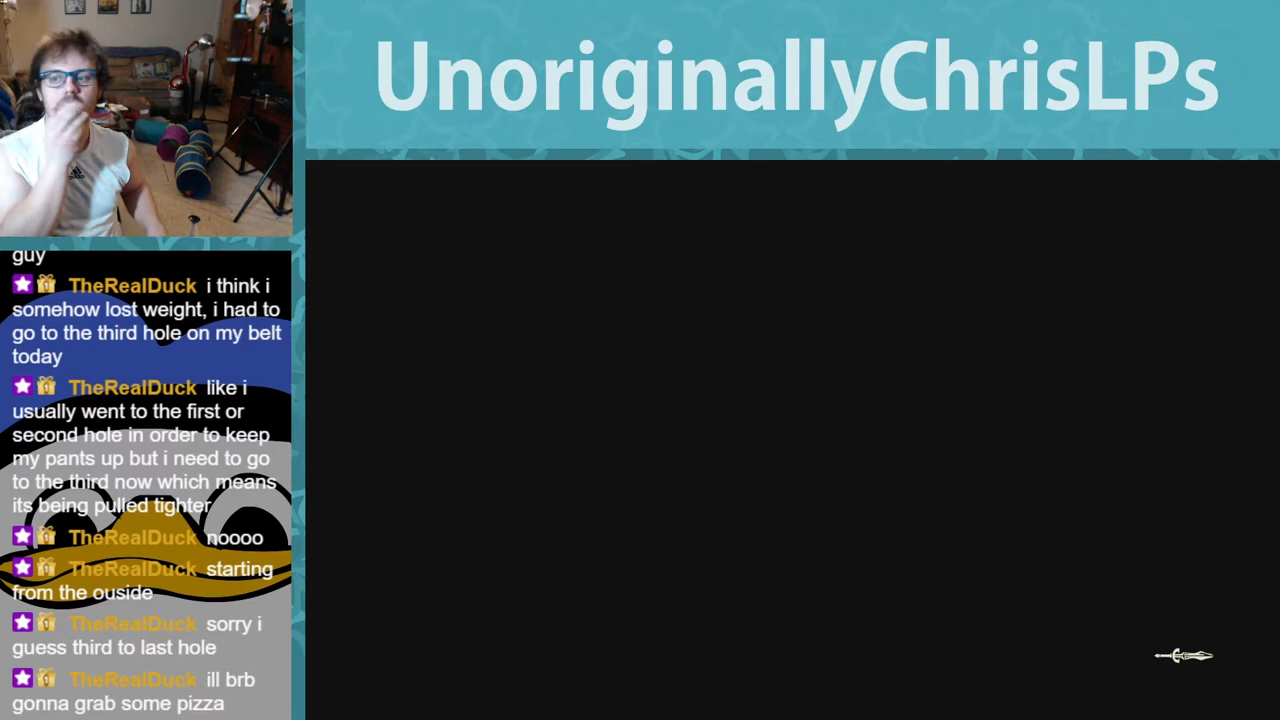 UnoriginallyChrisLPs
guy
TheRealDuck i think i
somehow lost weight, i had to
go to the third hole on my belt
today
TheRealDuck like i
usually went to the first or
second hole in order to keep
my pants up but i need to go
to the third now which means
its being pulled tighter
TheRealDuck noooo
TheRealDuck starting
from the ouside
TheRealDuck sorry i
guess third to last hole
TheRealDuck ill brb
gonna grab some pizza